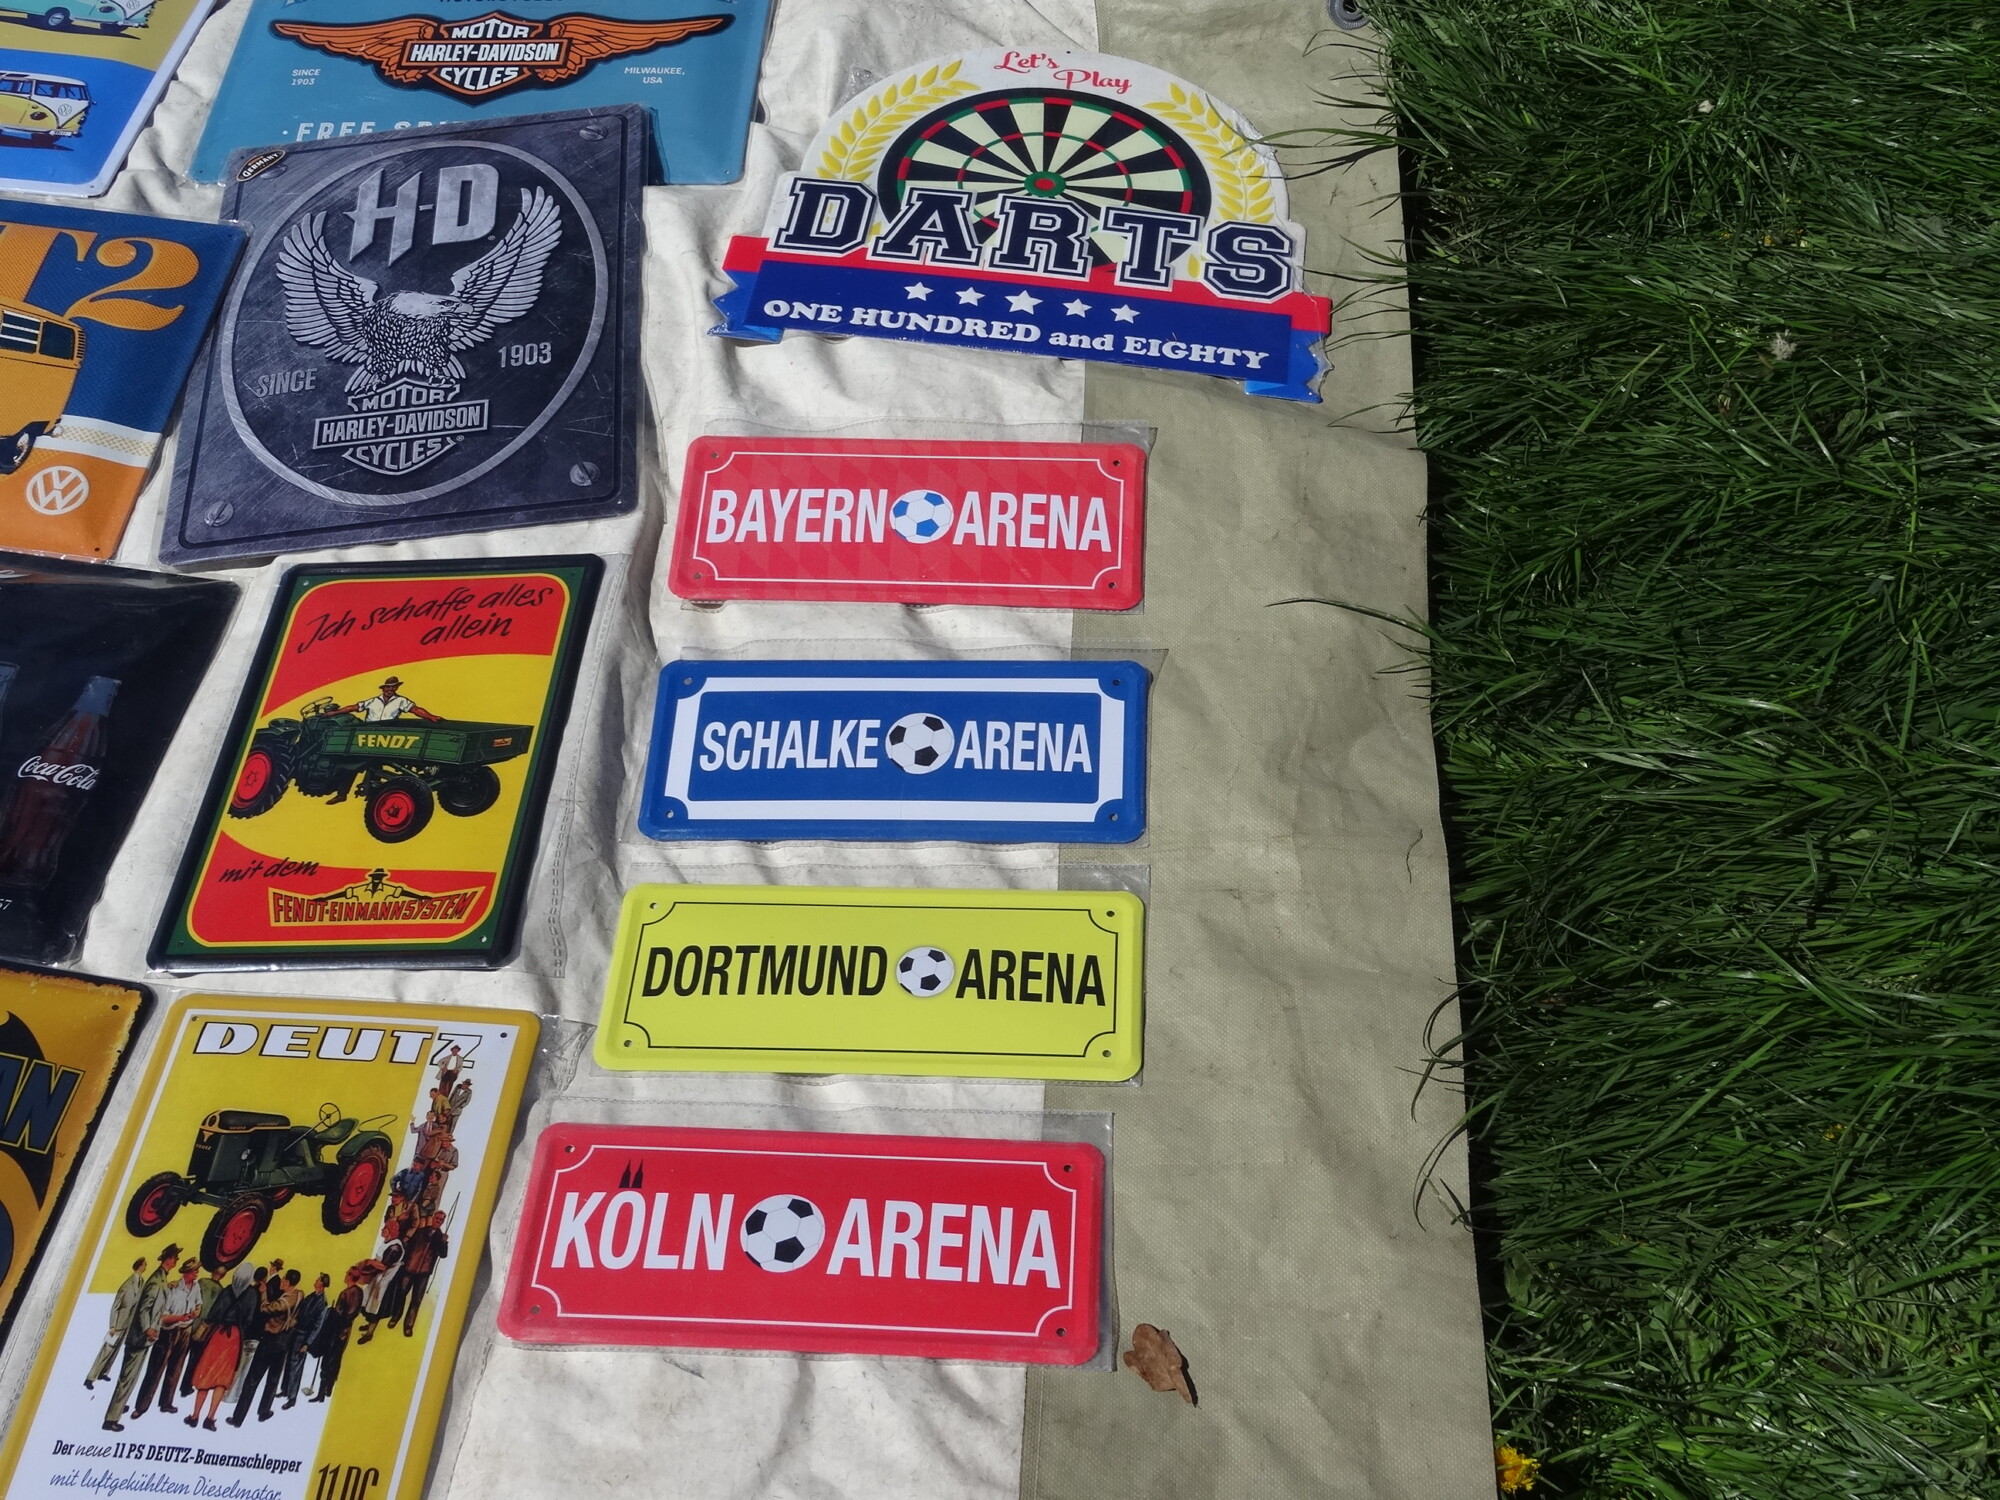 MOTOR
HARLEY-DAVIDSON
CYCLES
SINCE
1903
MILWAUKEE,
USA
Let's
Play
DARTS
ONE HUNDRED and EIGHTY
GERMANY
H-D
SINCE 1903
MOTOR
HARLEY-DAVIDSON
CYCLES
T2
BAYERN ARENA
SCHALKE ARENA
DORTMUND ARENA
KÖLN ARENA
Ich schaffe alles
allein
FENDT
mit dem
FENDT-EINMANNSYSTEM
Coca-Cola
DEUTZ
Der neue 11 PS DEUTZ-Bauernschlepper
mit luftgekühltem Dieselmotor.